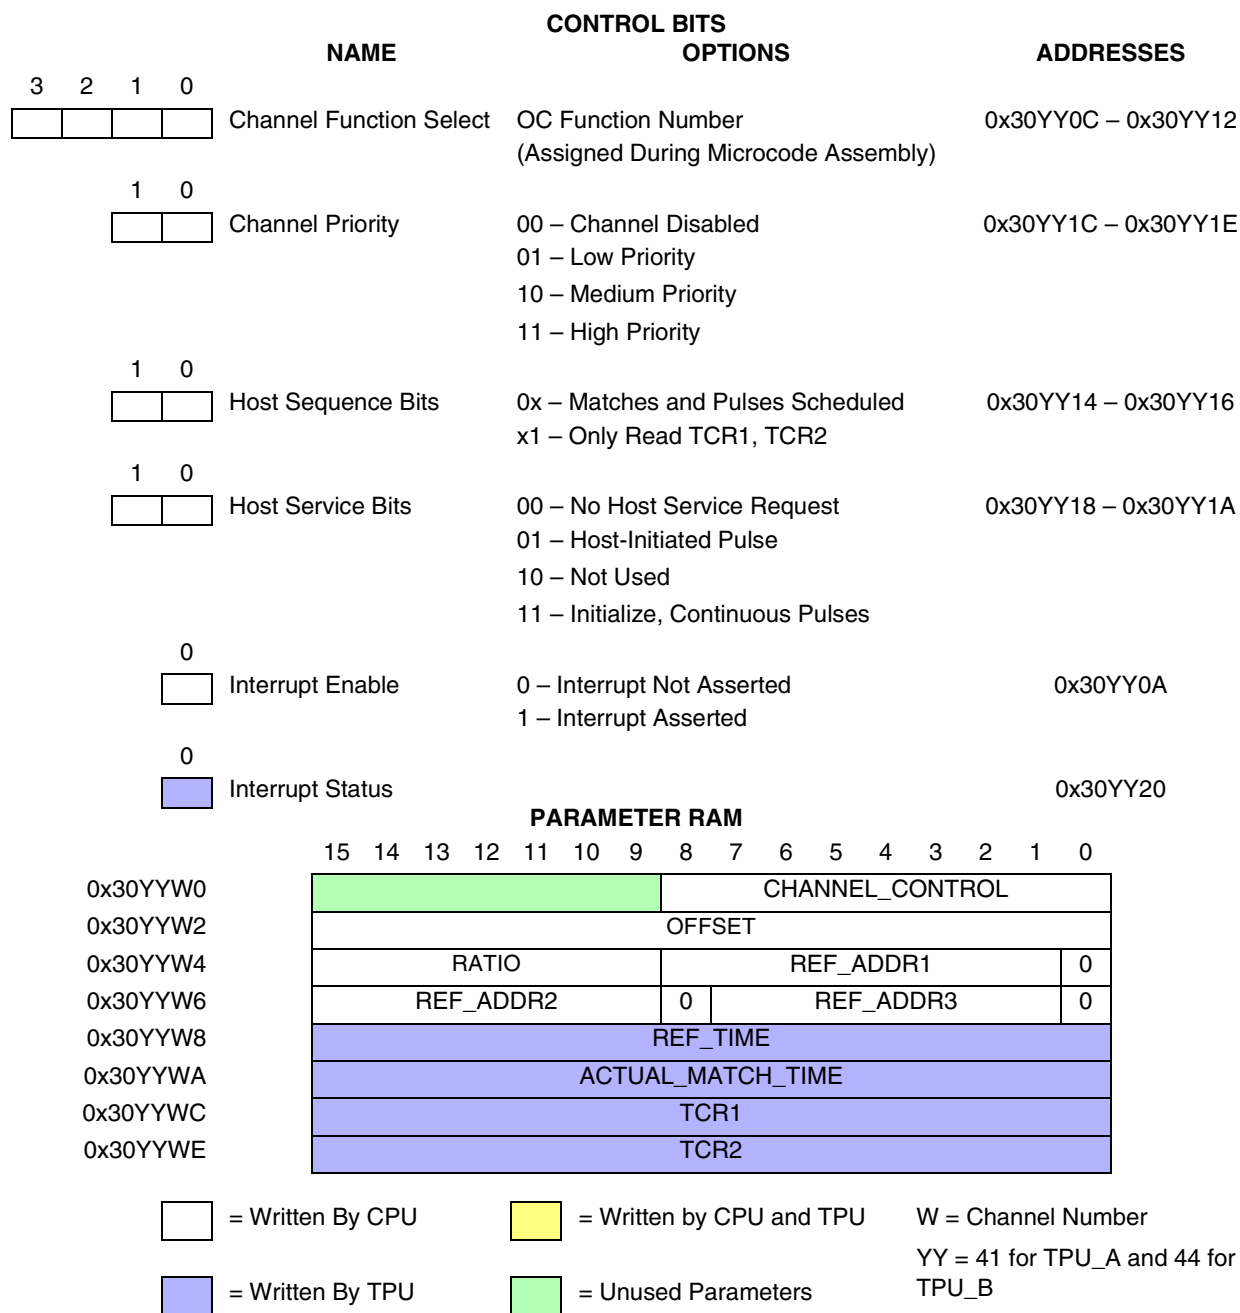 CONTROL BITS
NAME OPTIONS ADDRESSES
3 2 1 0
Channel Function Select OC Function Number 0x30YY0C – 0x30YY12
(Assigned During Microcode Assembly)
1 0
Channel Priority 00 – Channel Disabled 0x30YY1C – 0x30YY1E
01 – Low Priority
10 – Medium Priority
11 – High Priority
1 0
Host Sequence Bits 0x – Matches and Pulses Scheduled 0x30YY14 – 0x30YY16
x1 – Only Read TCR1, TCR2
1 0
Host Service Bits 00 – No Host Service Request 0x30YY18 – 0x30YY1A
01 – Host-Initiated Pulse
10 – Not Used
11 – Initialize, Continuous Pulses
0
Interrupt Enable 0 – Interrupt Not Asserted 0x30YY0A
1 – Interrupt Asserted
0
Interrupt Status 0x30YY20
PARAMETER RAM
15 14 13 12 11 10 9 8 7 6 5 4 3 2 1 0
0x30YYW0 CHANNEL_CONTROL
0x30YYW2 OFFSET
0x30YYW4 RATIO REF_ADDR1 0
0x30YYW6 REF_ADDR2 0 REF_ADDR3 0
0x30YYW8 REF_TIME
0x30YYWA ACTUAL_MATCH_TIME
0x30YYWC TCR1
0x30YYWE TCR2
= Written By CPU = Written by CPU and TPU W = Channel Number
YY = 41 for TPU_A and 44 for
= Written By TPU = Unused Parameters TPU_B